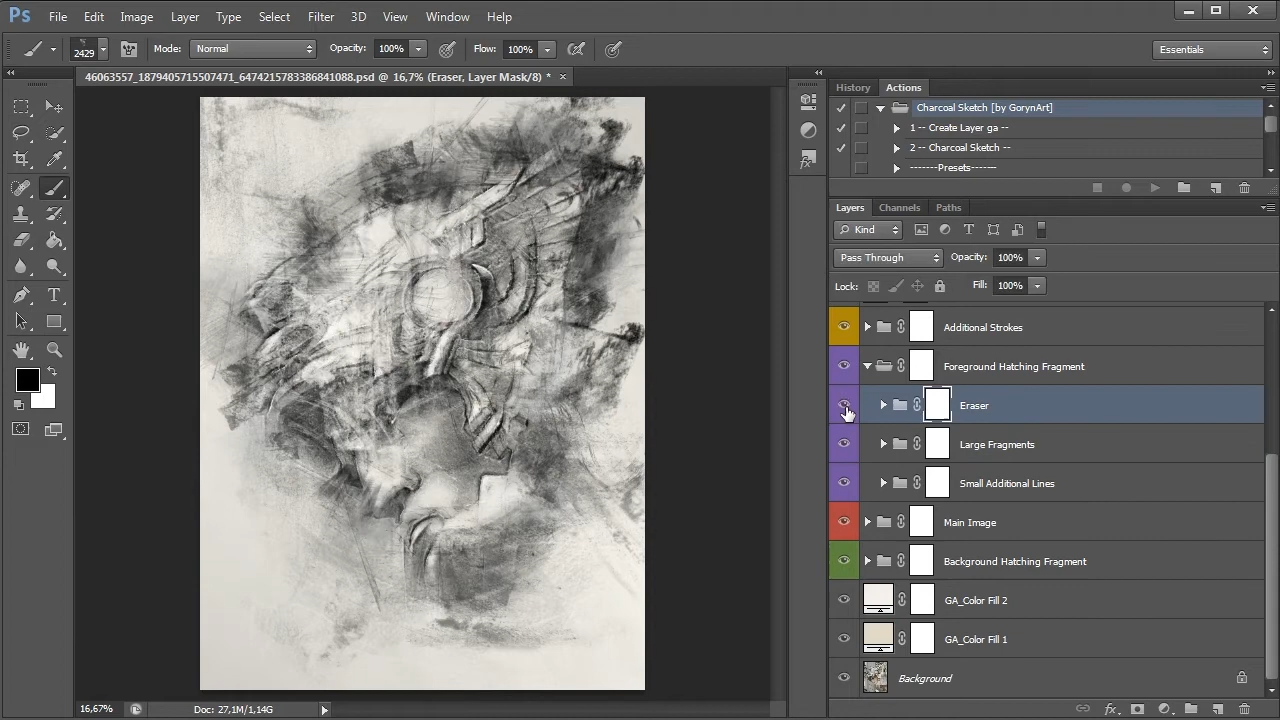 Ps File Edit Image Layer Type Select Filter 3D View Window Help
2429 Mode: Normal Opacity: 100% Flow: 100% Essentials
46063557_1879405715507471_6474215783386841088.psd @ 16,7% (Eraser, Layer Mask/8) * ×
History Actions
Charcoal Sketch [by GorynArt]
1 -- Create Layer ga --
2 -- Charcoal Sketch --
-------Presets-------
Layers Channels Paths
Kind
Pass Through Opacity: 100%
Lock: Fill: 100%
Additional Strokes
Foreground Hatching Fragment
Eraser
Large Fragments
Small Additional Lines
Main Image
Background Hatching Fragment
GA_Color Fill 2
GA_Color Fill 1
Background
16,67% Doc: 27,1M/1,14G